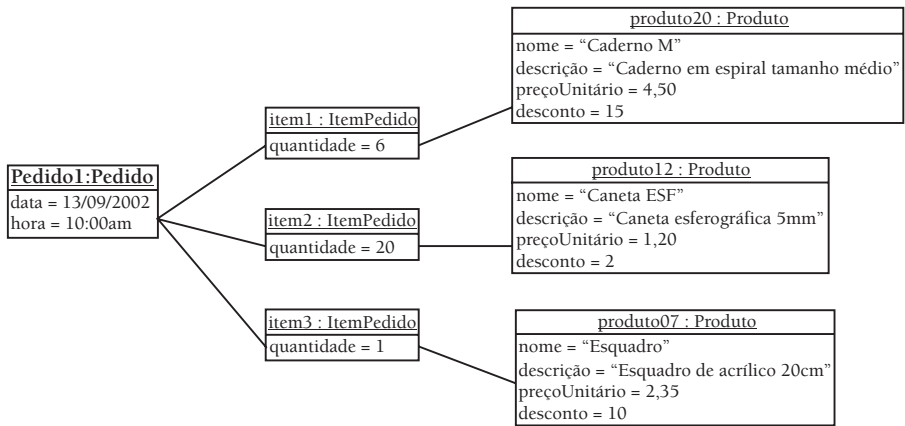 Pedido1:Pedido
data = 13/09/2002
hora = 10:00am
item1 : ItemPedido
quantidade = 6
item2 : ItemPedido
quantidade = 20
item3 : ItemPedido
quantidade = 1
produto20 : Produto
nome = “Caderno M”
descrição = “Caderno em espiral tamanho médio”
preçoUnitário = 4,50
desconto = 15
produto12 : Produto
nome = “Caneta ESF”
descrição = “Caneta esferográfica 5mm”
preçoUnitário = 1,20
desconto = 2
produto07 : Produto
nome = “Esquadro”
descrição = “Esquadro de acrílico 20cm”
preçoUnitário = 2,35
desconto = 10